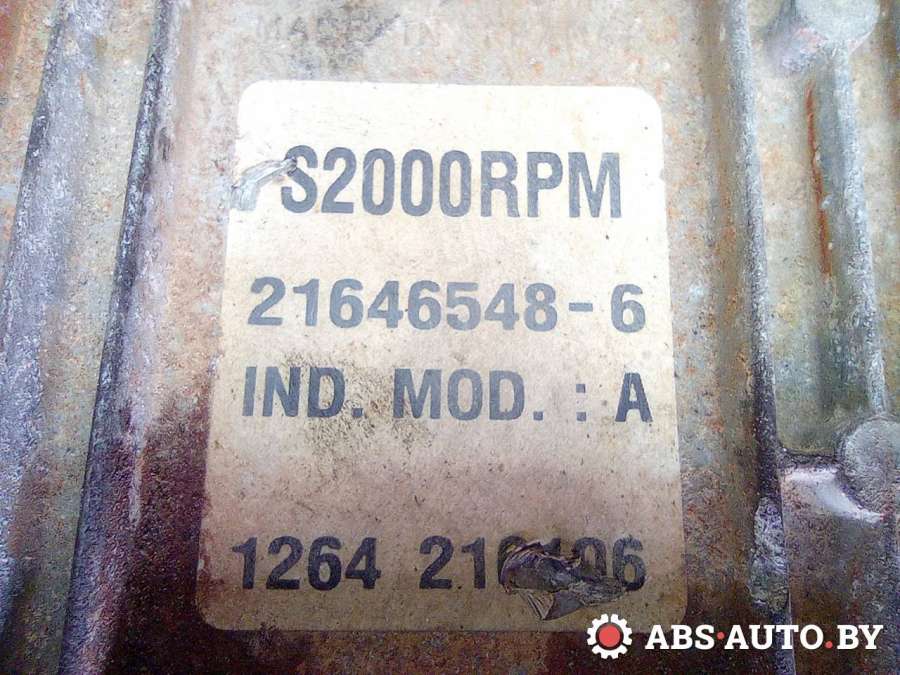 S2000RPM
21646548-6
IND. MOD. : A
1264
ABS-AUTO.BY